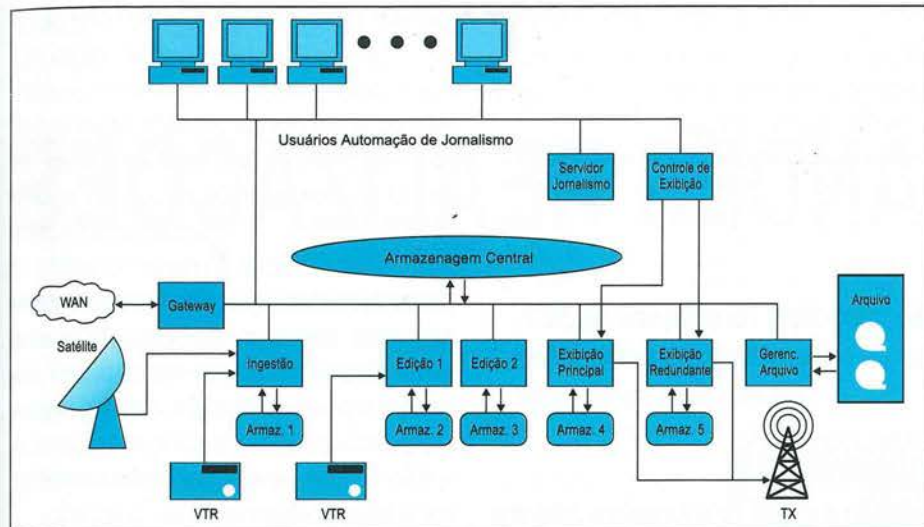 Usuários Automação de Jornalismo
Servidor
Jornalismo
Controle de
Exibição
Armazenagem Central
WAN
Gateway
Arquivo
Satélite
Ingestão
Edição 1
Edição 2
Exibição
Principal
Exibição
Redundante
Gerenc.
Arquivo
Armaz. 1
Armaz. 2
Armaz. 3
Armaz. 4
Armaz. 5
VTR
VTR
TX